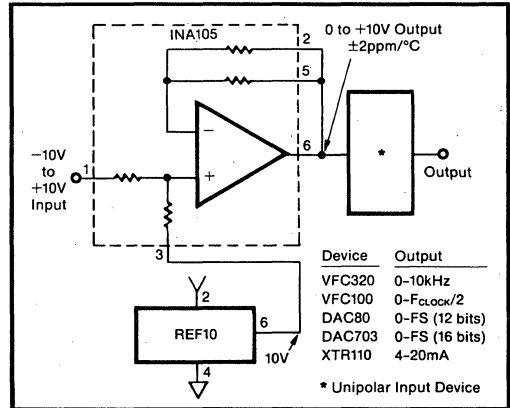 INA105
2
0 to +10V Output
±2ppm/°C
5
−
6
*
Output
−10V
to
+10V
Input
1
+
3
Device Output
VFC320 0–10kHz
VFC100 0–FCLOCK/2
DAC80 0–FS (12 bits)
DAC703 0–FS (16 bits)
XTR110 4–20mA
2
REF10
6
10V
4
* Unipolar Input Device